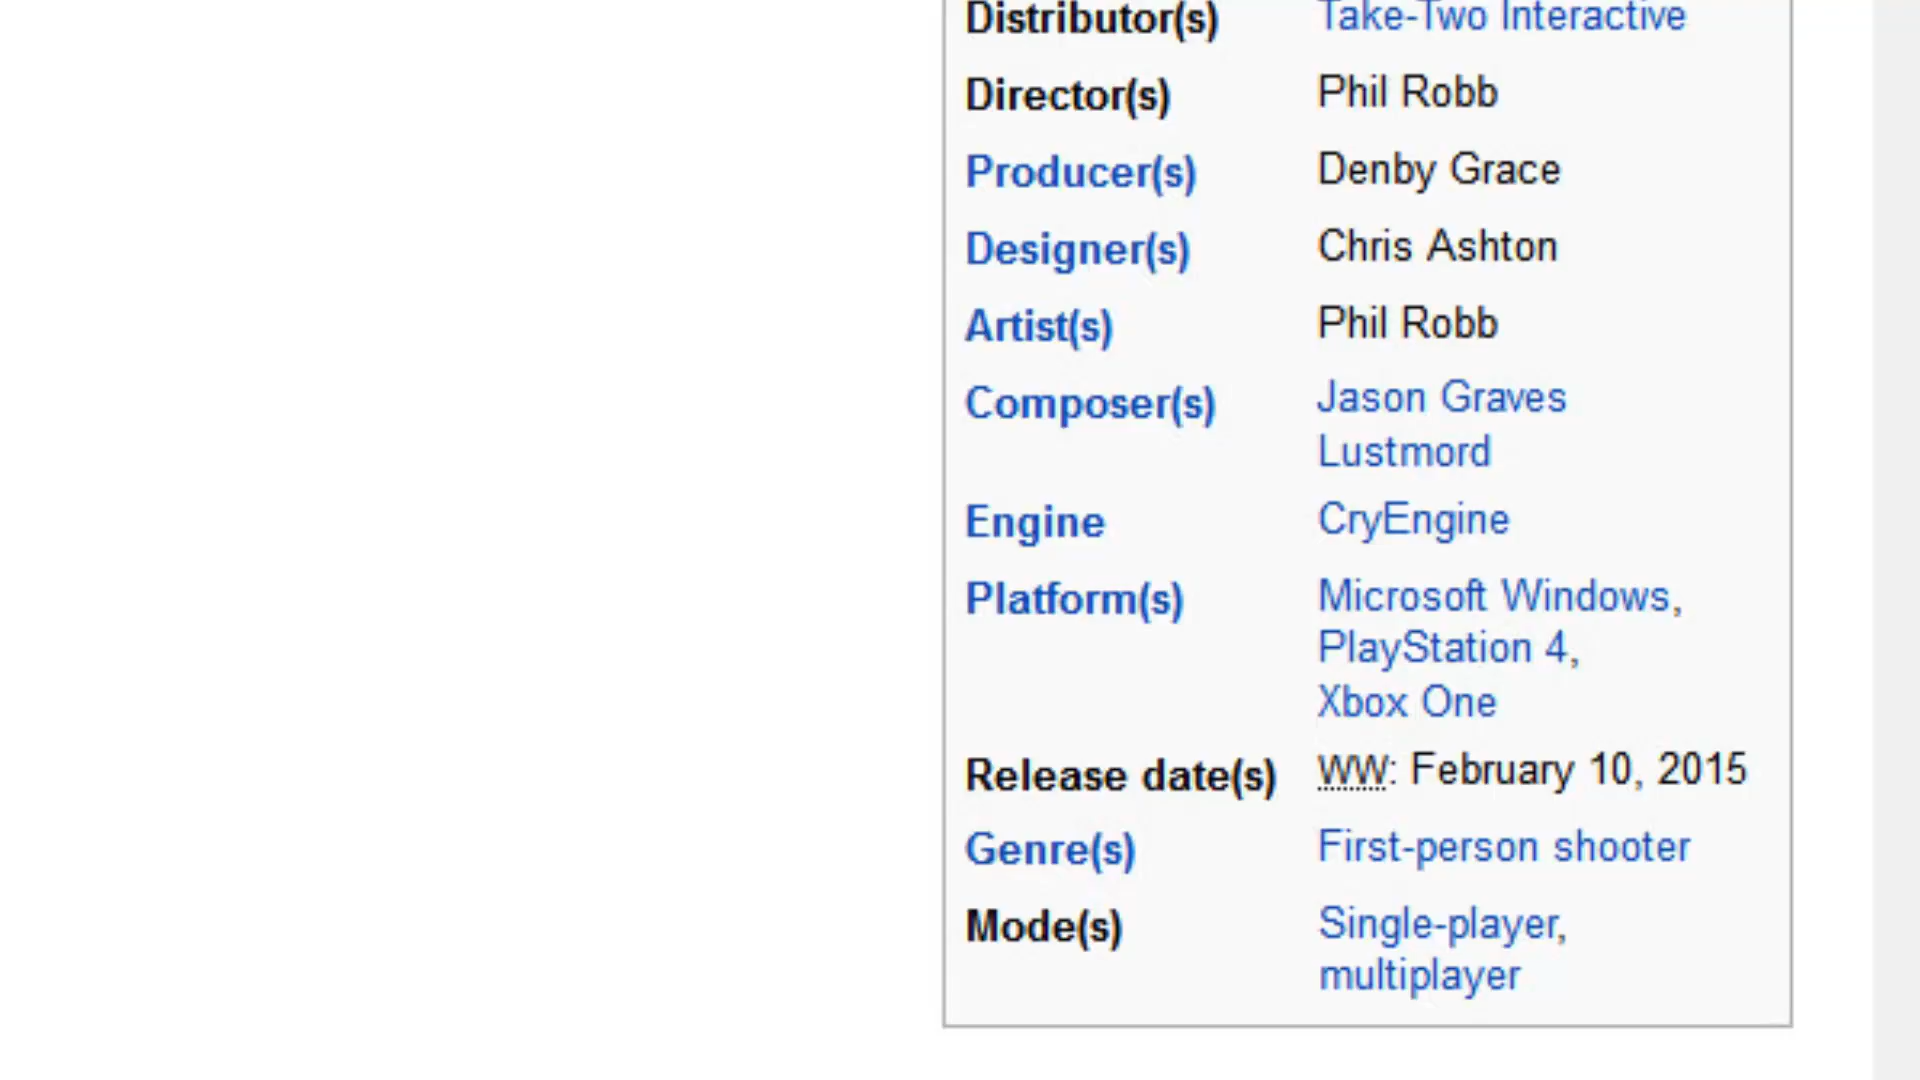 Distributor(s) Take-Two Interactive
Director(s) Phil Robb
Producer(s) Denby Grace
Designer(s) Chris Ashton
Artist(s) Phil Robb
Composer(s) Jason Graves
Lustmord
Engine CryEngine
Platform(s) Microsoft Windows,
PlayStation 4,
Xbox One
Release date(s) WW: February 10, 2015
Genre(s) First-person shooter
Mode(s) Single-player,
multiplayer